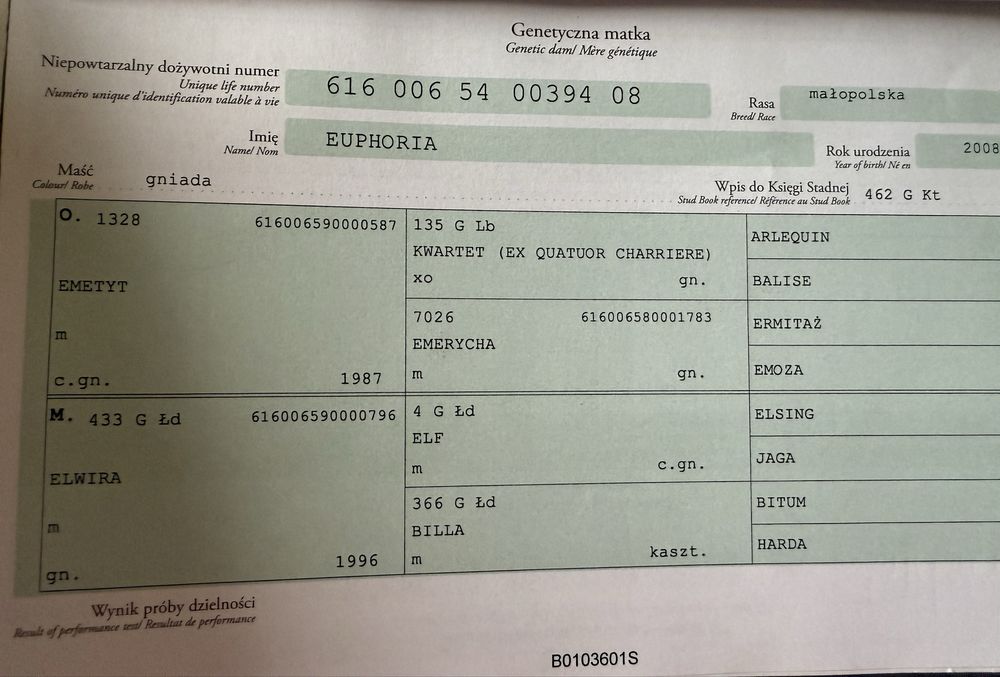 Genetyczna matka
Genetic dam/ Mère génétique
Niepowtarzalny dożywotni numer
Unique life number
Numéro unique d'identification valable à vie
616 006 54 00394 08
Rasa
Breed/ Race
małopolska
Imię
Name/ Nom
EUPHORIA
Rok urodzenia
Year of birth/ Né en
2008
Maść
Colour/ Robe
gniada
Wpis do Księgi Stadnej
Stud Book reference/ Référence au Stud Book
462 G Kt
O. 1328 616006590000587
EMETYT
m
c.gn. 1987
135 G Lb
KWARTET (EX QUATUOR CHARRIERE)
xo gn.
7026 616006580001783
EMERYCHA
m gn.
ARLEQUIN
BALISE
ERMITAŻ
EMOZA
M. 433 G Łd 616006590000796
ELWIRA
m
gn. 1996
4 G Łd
ELF
m c.gn.
366 G Łd
BILLA
m kaszt.
ELSING
JAGA
BITUM
HARDA
Wynik próby dzielności
Result of performance test/ Resultat de performance
B0103601S